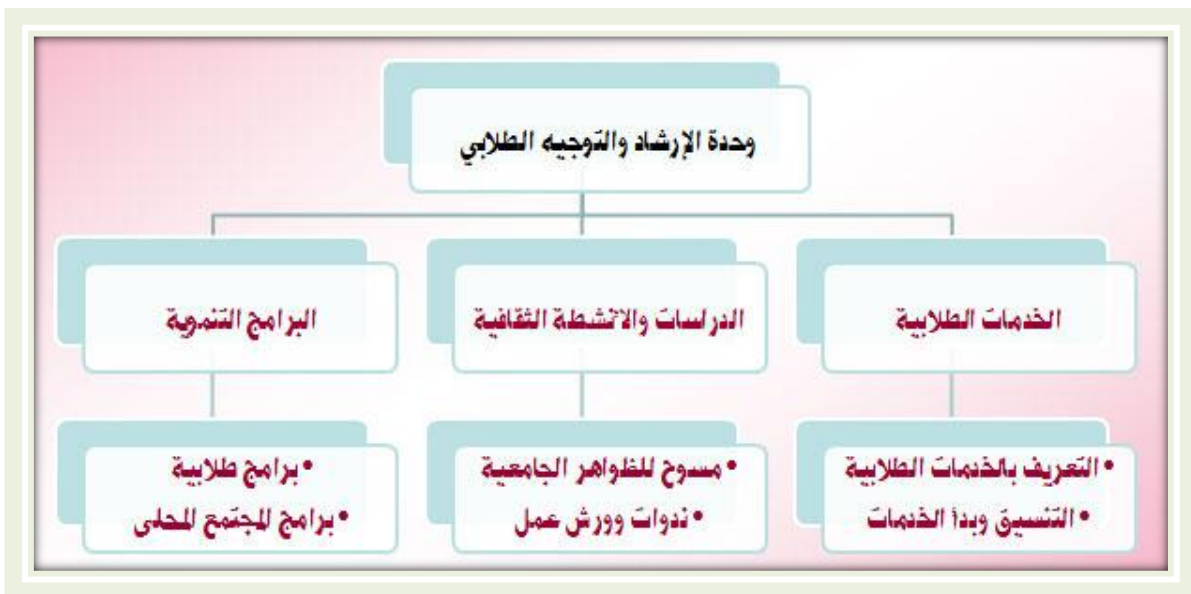 وحدة الإرشاد والتوجيه الطلابي
الخدمات الطلابية
الدراسات والانشطة الثقافية
البرامج التنموية
•التعريف بالخدمات الطلابية
•التنسيق وبدأ الخدمات
•مسوح للظواهر الجامعية
•ندوات وورش عمل
•برامج طلابية
•برامج المجتمع المحلى